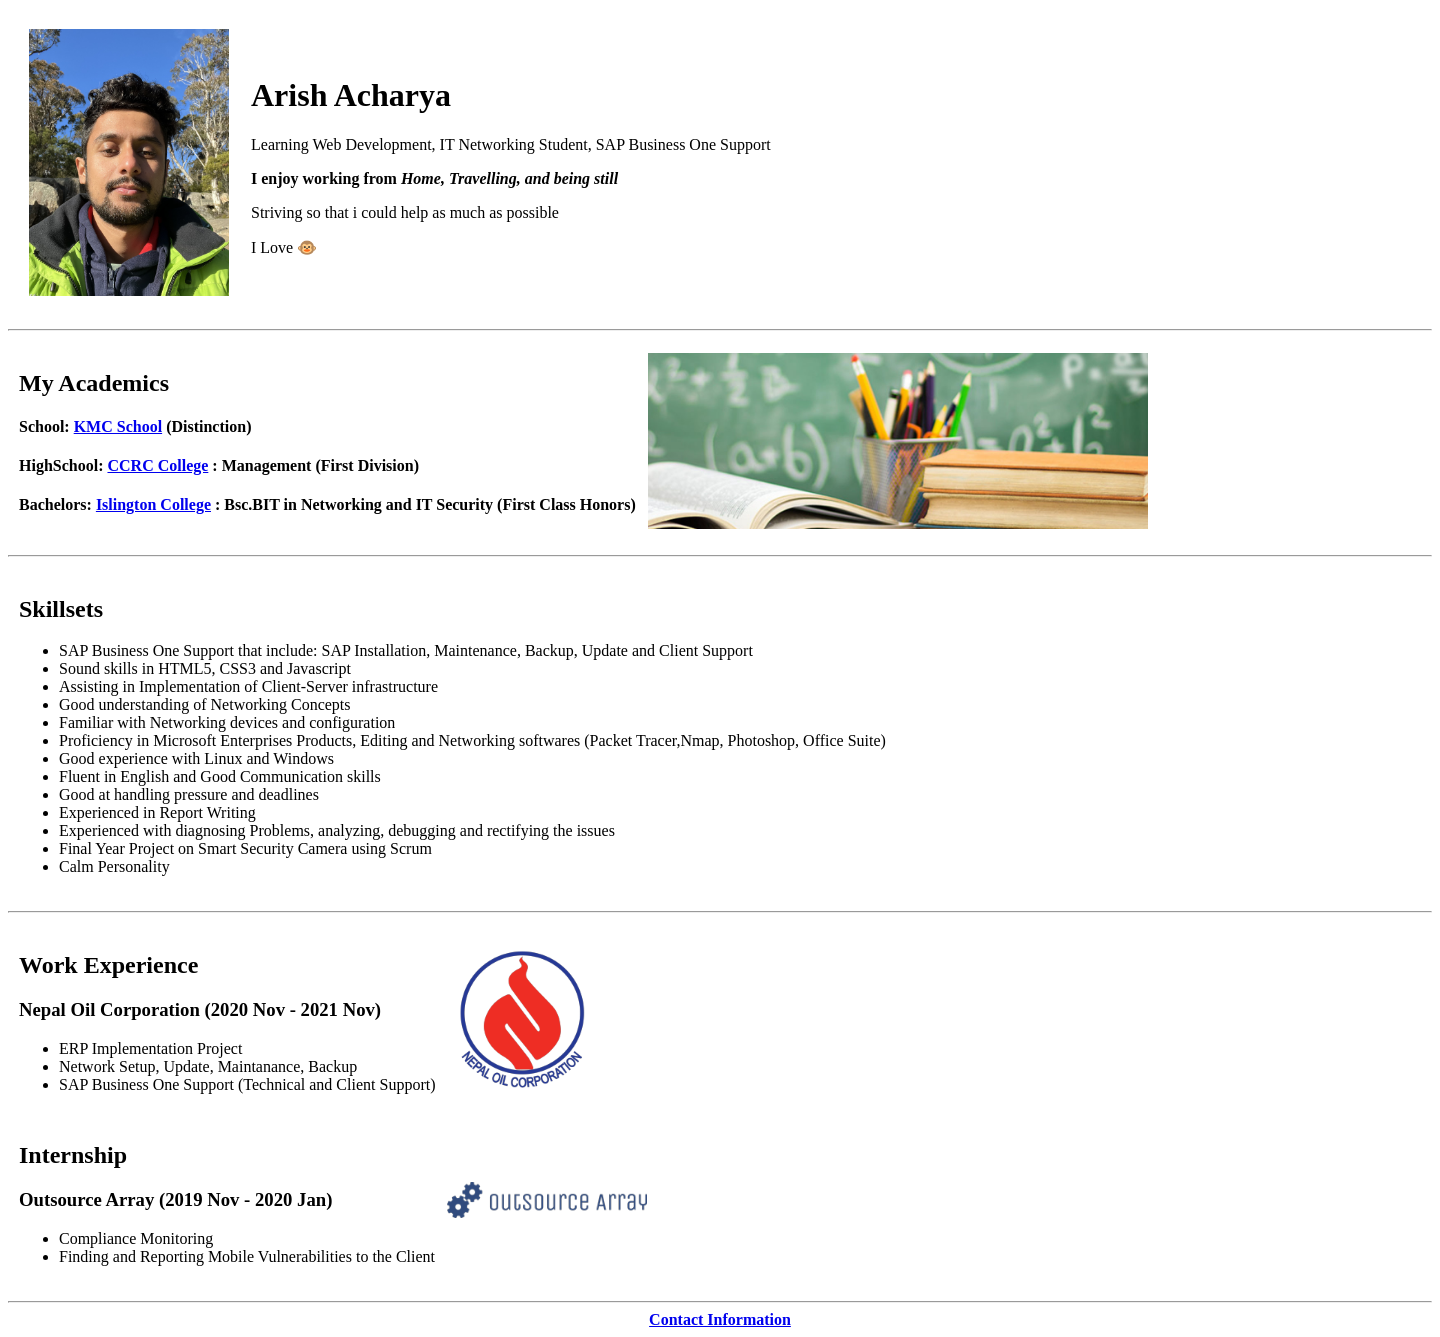 Arish Acharya
Learning Web Development, IT Networking Student, SAP Business One Support
I enjoy working from Home, Travelling, and being still
Striving so that i could help as much as possible
I Love 🐵
My Academics
School: KMC School (Distinction)
HighSchool: CCRC College : Management (First Division)
Bachelors: Islington College : Bsc.BIT in Networking and IT Security (First Class Honors)
Skillsets
• SAP Business One Support that include: SAP Installation, Maintenance, Backup, Update and Client Support
• Sound skills in HTML5, CSS3 and Javascript
• Assisting in Implementation of Client-Server infrastructure
• Good understanding of Networking Concepts
• Familiar with Networking devices and configuration
• Proficiency in Microsoft Enterprises Products, Editing and Networking softwares (Packet Tracer,Nmap, Photoshop, Office Suite)
• Good experience with Linux and Windows
• Fluent in English and Good Communication skills
• Good at handling pressure and deadlines
• Experienced in Report Writing
• Experienced with diagnosing Problems, analyzing, debugging and rectifying the issues
• Final Year Project on Smart Security Camera using Scrum
• Calm Personality
Work Experience
Nepal Oil Corporation (2020 Nov - 2021 Nov)
• ERP Implementation Project
• Network Setup, Update, Maintanance, Backup
• SAP Business One Support (Technical and Client Support)
NEPAL OIL CORPORATION
Internship
Outsource Array (2019 Nov - 2020 Jan)
• Compliance Monitoring
• Finding and Reporting Mobile Vulnerabilities to the Client
outsource Array
Contact Information